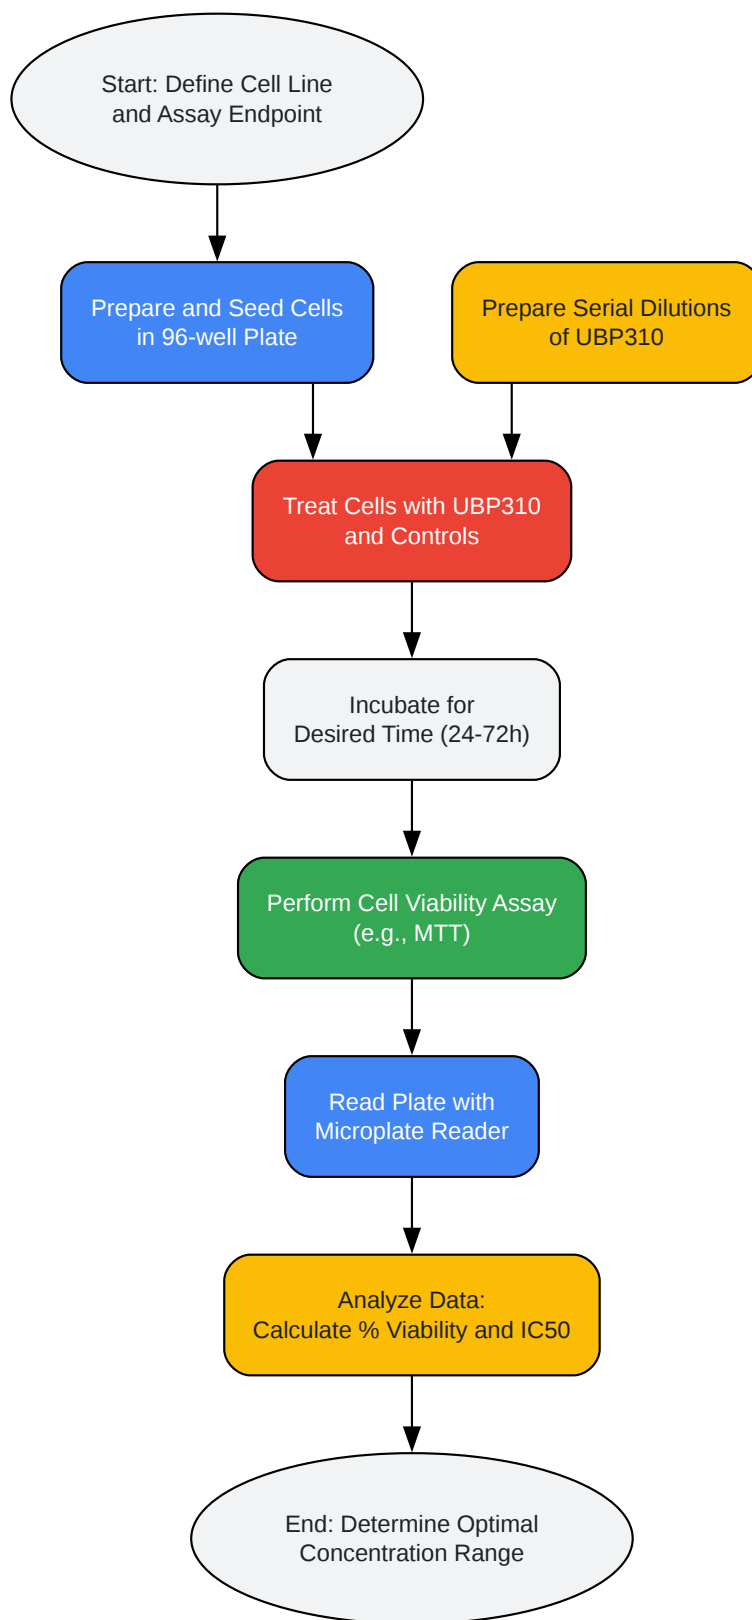 Start: Define Cell Line
and Assay Endpoint
Prepare and Seed Cells
in 96-well Plate
Prepare Serial Dilutions
of UBP310
Treat Cells with UBP310
and Controls
Incubate for
Desired Time (24-72h)
Perform Cell Viability Assay
(e.g., MTT)
Read Plate with
Microplate Reader
Analyze Data:
Calculate % Viability and IC50
End: Determine Optimal
Concentration Range